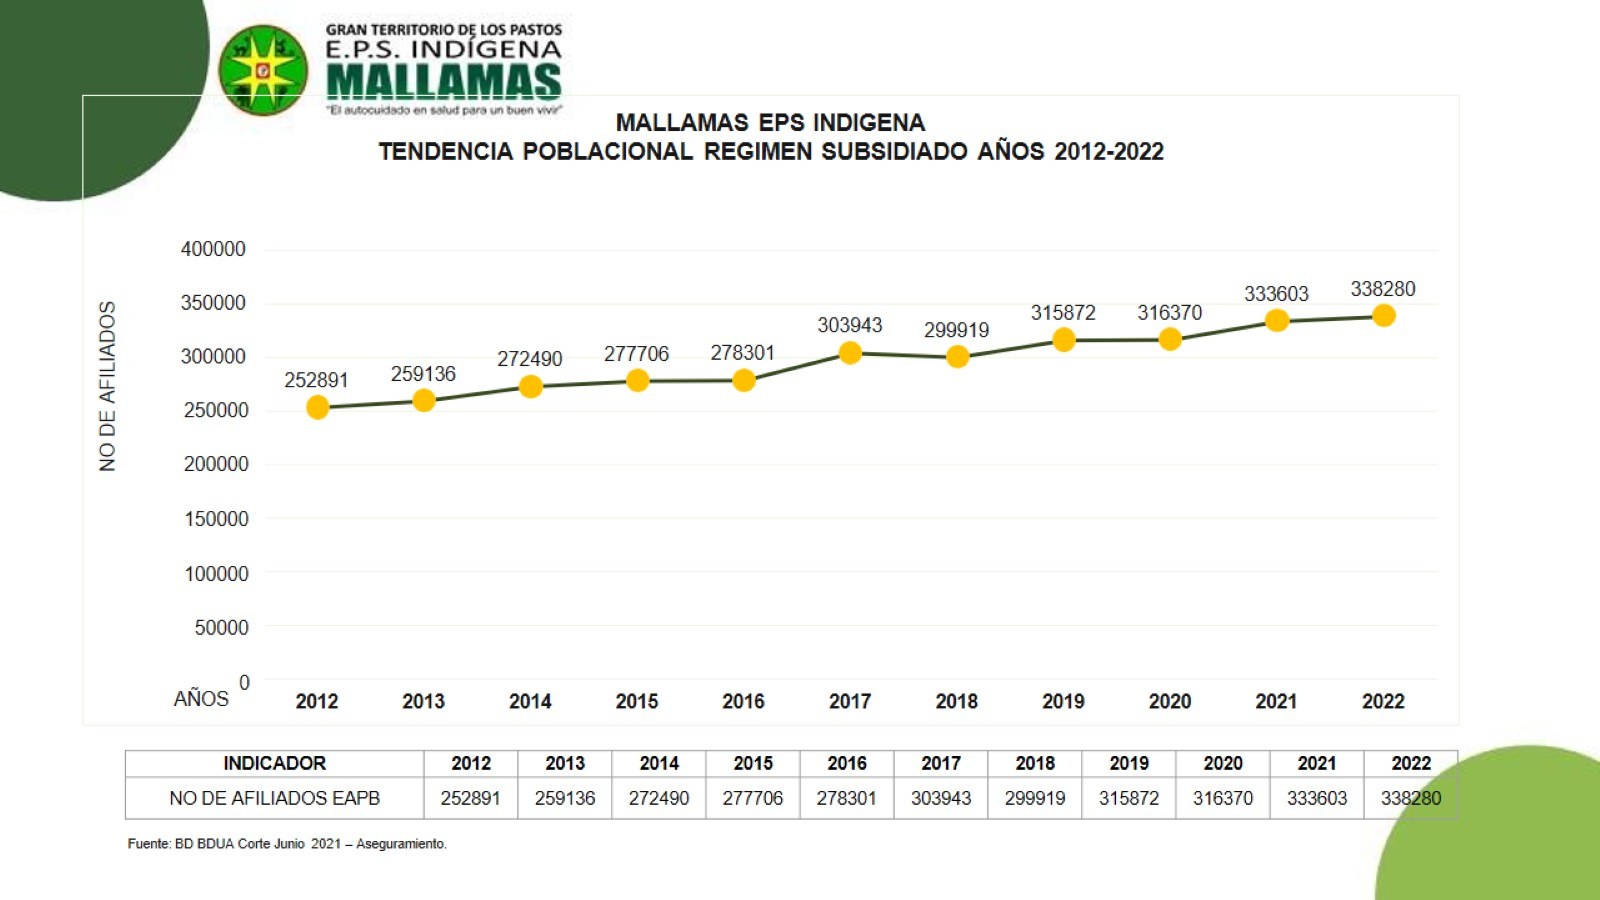 GRAN TERRITORIO DE LOS PASTOS
E.P.S. INDÍGENA
MALLAMAS
"El autocuidado en salud para un buen vivir"
MALLAMAS EPS INDIGENA
TENDENCIA POBLACIONAL REGIMEN SUBSIDIADO AÑOS 2012-2022
NO DE AFILIADOS
400000
350000
300000
250000
200000
150000
100000
50000
0
252891 259136 272490 277706 278301 303943 299919 315872 316370 333603 338280
AÑOS 2012 2013 2014 2015 2016 2017 2018 2019 2020 2021 2022
INDICADOR 2012 2013 2014 2015 2016 2017 2018 2019 2020 2021 2022
NO DE AFILIADOS EAPB 252891 259136 272490 277706 278301 303943 299919 315872 316370 333603 338280
Fuente: BD BDUA Corte Junio 2021 – Aseguramiento.